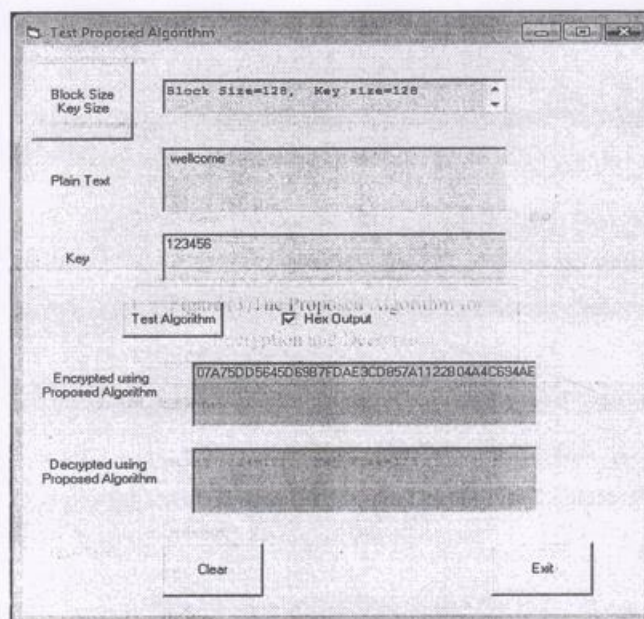 Test Proposed Algorithm
Block Size
Key Size
Block Size=128, Key size=128
Plain Text
wellcome
Key
123456
Test Algorithm
Hex Output
Encrypted using
Proposed Algorithm
07A75DD5645D69B7FDAE3CD857A1122804A4C694AE
Decrypted using
Proposed Algorithm
Clear
Exit